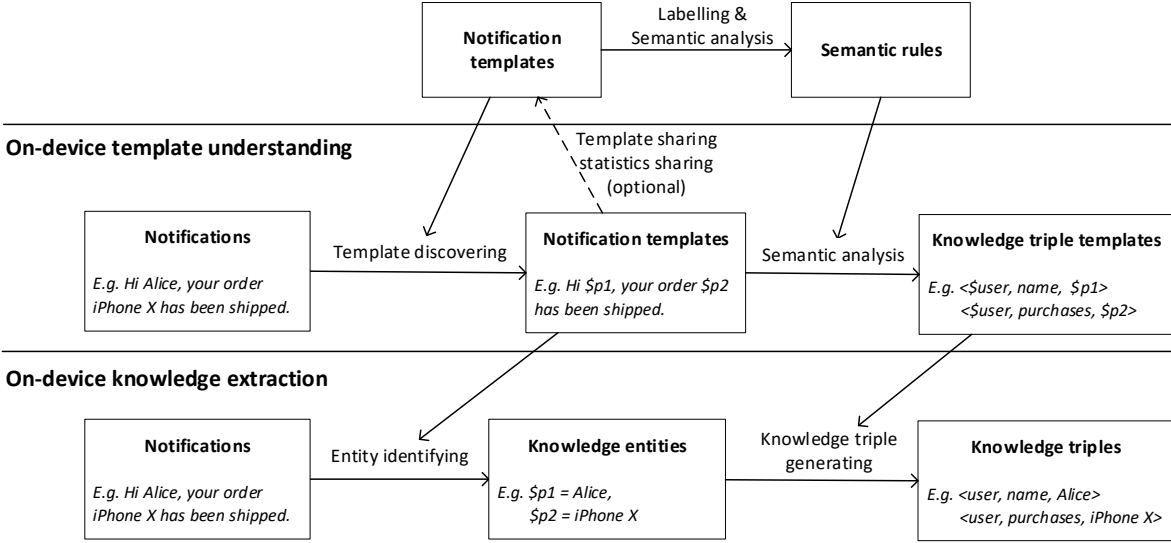 Notification
templates
Labelling &
Semantic analysis
Semantic rules
On-device template understanding
Template sharing
statistics sharing
(optional)
Notifications
E.g. Hi Alice, your order
iPhone X has been shipped.
Template discovering
Notification templates
E.g. Hi $p1, your order $p2
has been shipped.
Semantic analysis
Knowledge triple templates
E.g. <$user, name, $p1>
<$user, purchases, $p2>
On-device knowledge extraction
Notifications
E.g. Hi Alice, your order
iPhone X has been shipped.
Entity identifying
Knowledge entities
E.g. $p1 = Alice,
$p2 = iPhone X
Knowledge triple
generating
Knowledge triples
E.g. <user, name, Alice>
<user, purchases, iPhone X>